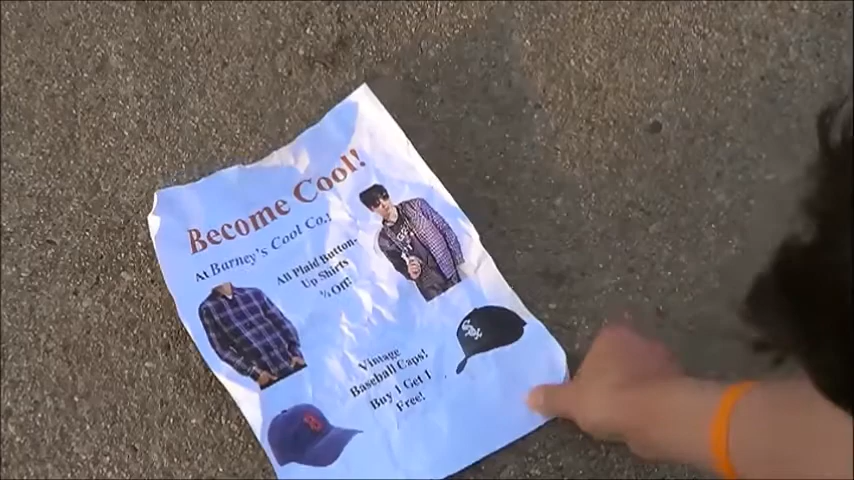 Become Cool!
At Barney's Cool Co.!
All Plaid Button-
Up Shirts
½ Off!
Vintage
Baseball Caps!
Buy 1 Get 1
Free!
Sox
B